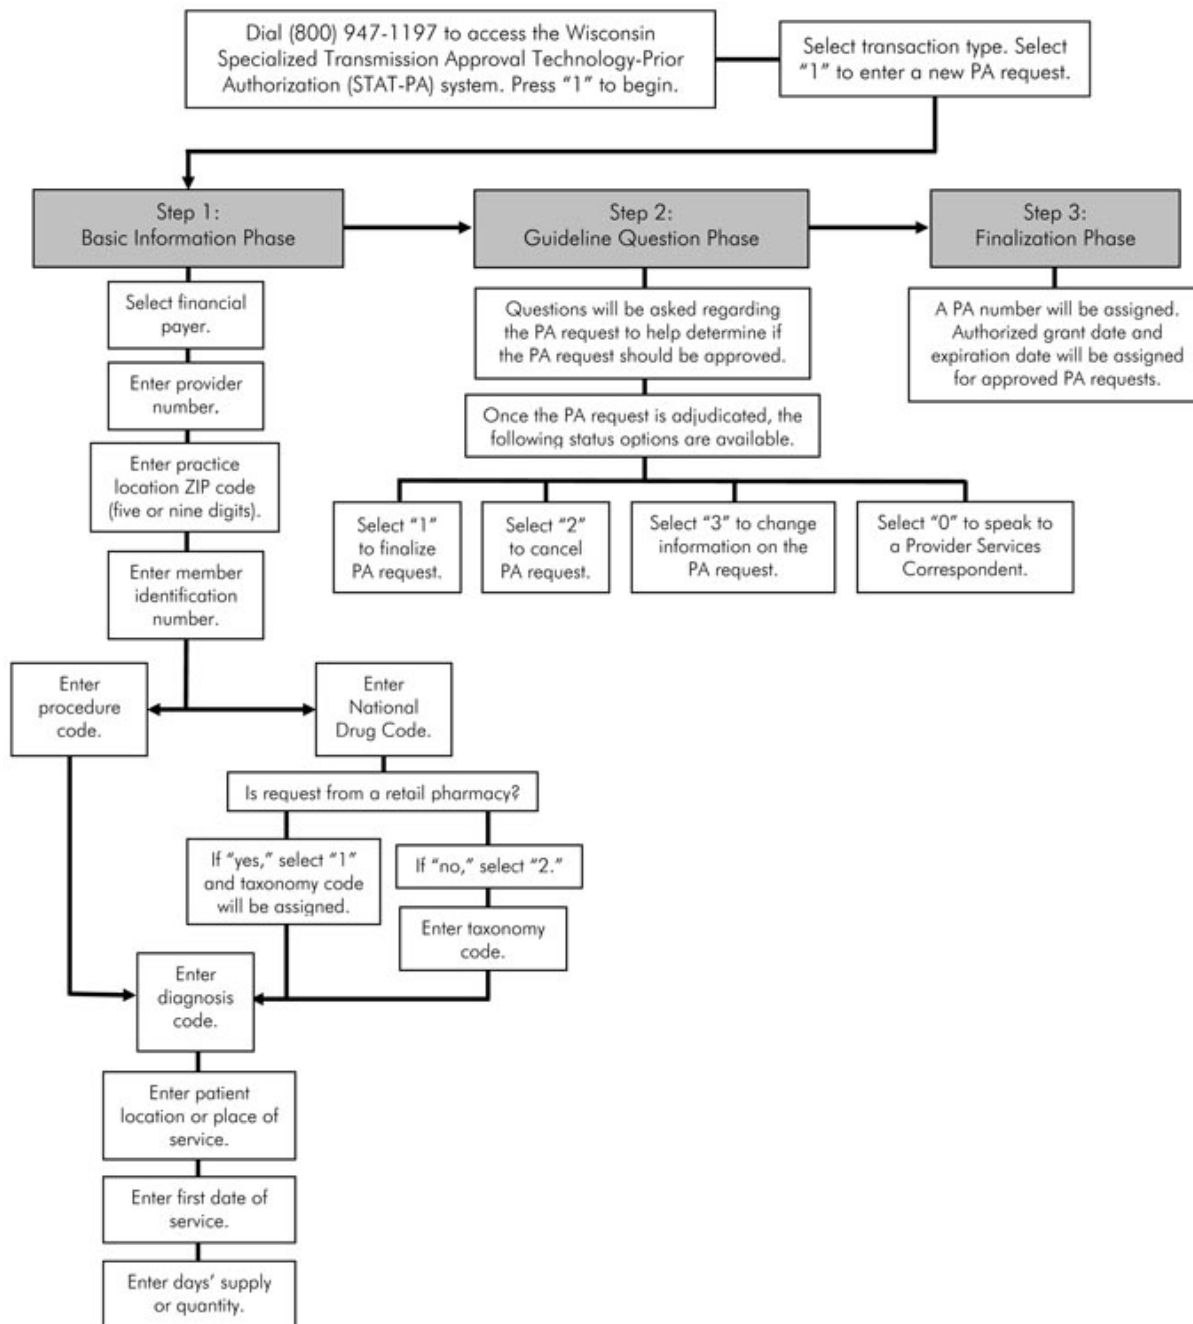 Dial (800) 947-1197 to access the Wisconsin
Specialized Transmission Approval Technology-Prior
Authorization (STAT-PA) system. Press “1” to begin.
Select transaction type. Select
“1” to enter a new PA request.
Step 1:
Basic Information Phase
Step 2:
Guideline Question Phase
Step 3:
Finalization Phase
Select financial
payer.
Enter provider
number.
Enter practice
location ZIP code
(five or nine digits).
Enter member
identification
number.
Questions will be asked regarding
the PA request to help determine if
the PA request should be approved.
Once the PA request is adjudicated, the
following status options are available.
Select “1”
to finalize
PA request.
Select “2”
to cancel
PA request.
Select “3” to change
information on the
PA request.
Select “0” to speak to
a Provider Services
Correspondent.
A PA number will be assigned.
Authorized grant date and
expiration date will be assigned
for approved PA requests.
Enter
procedure
code.
Enter
National
Drug Code.
Is request from a retail pharmacy?
If “yes,” select “1”
and taxonomy code
will be assigned.
If “no,” select “2.”
Enter taxonomy
code.
Enter
diagnosis
code.
Enter patient
location or place of
service.
Enter first date of
service.
Enter days’ supply
or quantity.